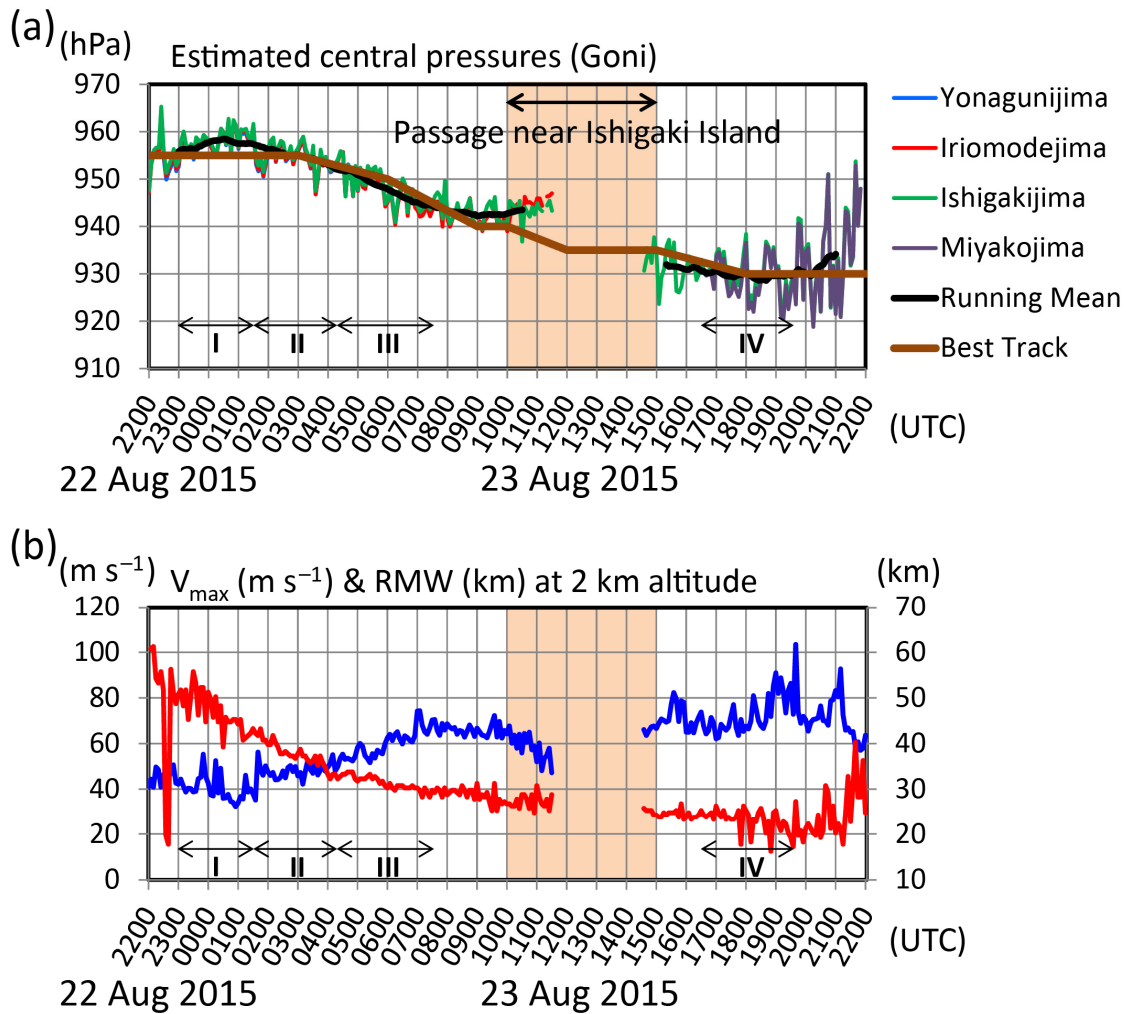 (a)
(hPa)
Estimated central pressures (Goni)
970
960
950
940
930
920
910
Passage near Ishigaki Island
I II III IV
Yonagunijima
Iriomodejima
Ishigakijima
Miyakojima
Running Mean
Best Track
2200 2300 0000 0100 0200 0300 0400 0500 0600 0700 0800 0900 1000 1100 1200 1300 1400 1500 1600 1700 1800 1900 2000 2100 2200
(UTC)
22 Aug 2015 23 Aug 2015
(b)
(m s⁻¹)
Vmax (m s⁻¹) & RMW (km) at 2 km altitude
(km)
120 70
100 60
80 50
60 40
40 30
20 20
0 10
I II III IV
2200 2300 0000 0100 0200 0300 0400 0500 0600 0700 0800 0900 1000 1100 1200 1300 1400 1500 1600 1700 1800 1900 2000 2100 2200
(UTC)
22 Aug 2015 23 Aug 2015